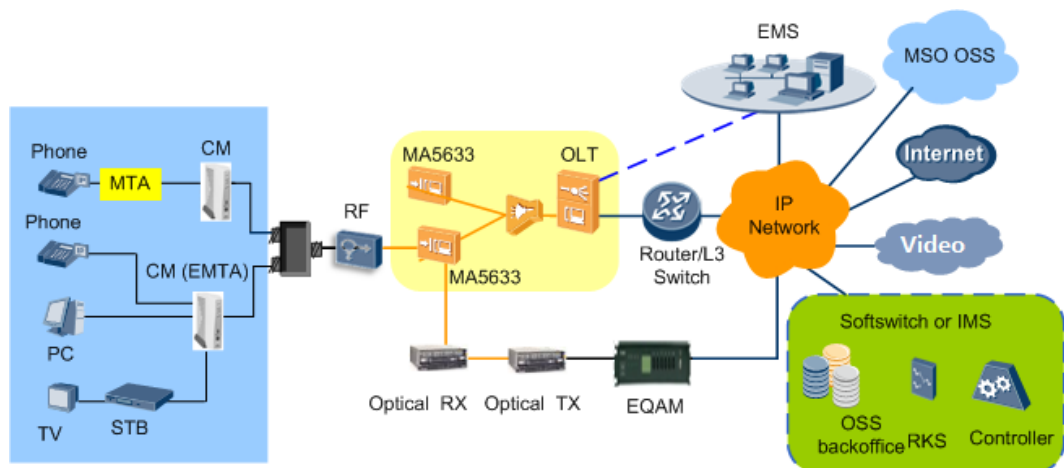 EMS
MSO OSS
Phone
CM
MTA
MA5633
OLT
Internet
Phone
RF
IP
Network
Video
CM (EMTA)
MA5633
Router/L3
Switch
PC
Softswitch or IMS
TV
STB
Optical RX
Optical TX
EQAM
OSS
backoffice
RKS
Controller